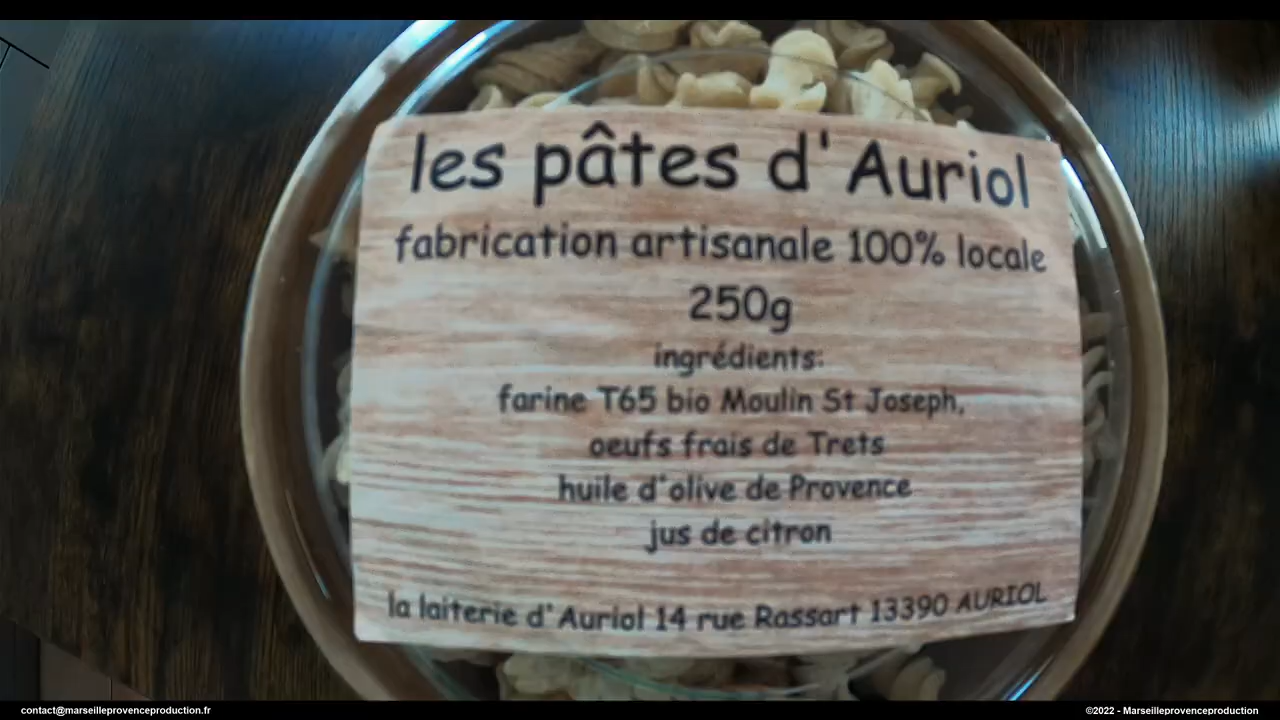 les pâtes d'Auriol
fabrication artisanale 100% locale
250g
ingrédients:
farine T65 bio Moulin St Joseph,
oeufs frais de Trets
huile d'olive de Provence
jus de citron
la laiterie d'Auriol 14 rue Rassart 13390 AURIOL
contact@marseilleprovenceproduction.fr
©2022 - Marseilleprovenceproduction